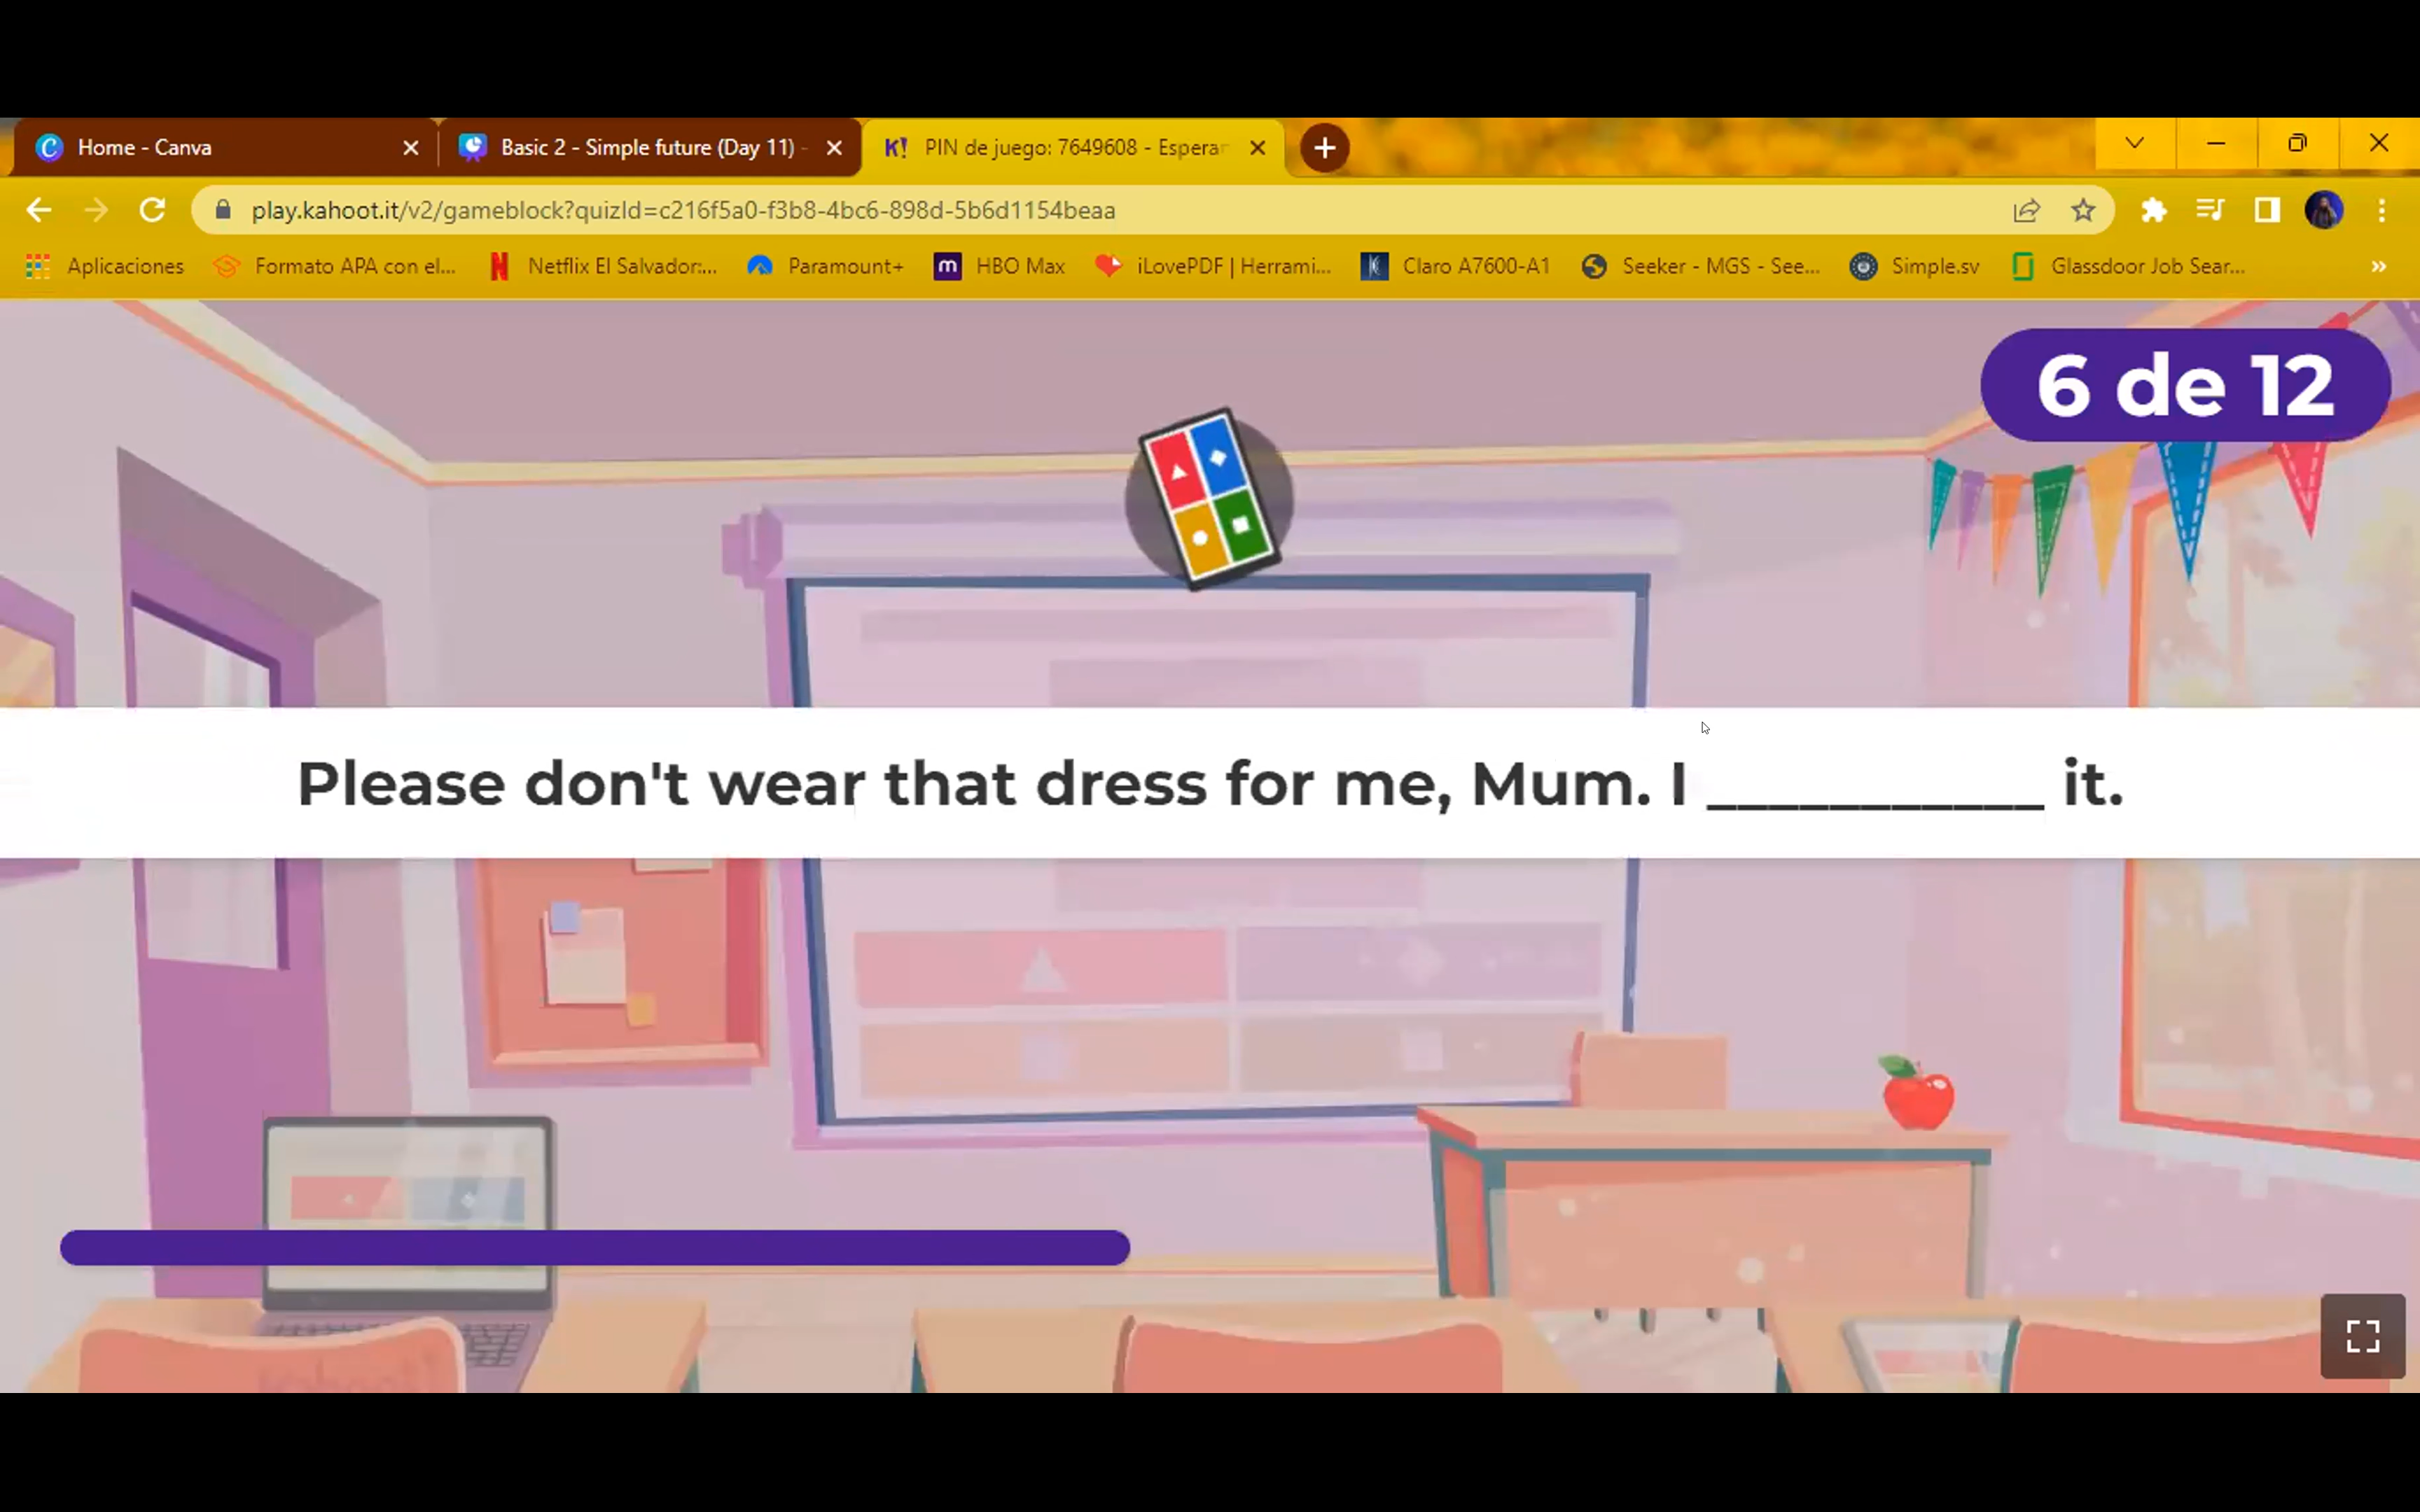 Home - Canva
Basic 2 - Simple future (Day 11) -
K! PIN de juego: 7649608 - Esperan
play.kahoot.it/v2/gameblock?quizId=c216f5a0-f3b8-4bc6-898d-5b6d1154beaa
Aplicaciones Formato APA con el... Netflix El Salvador:... Paramount+ m HBO Max iLovePDF | Herrami... Claro A7600-A1 Seeker - MGS - See... Simple.sv Glassdoor Job Sear...
6 de 12
Please don't wear that dress for me, Mum. I ___________ it.